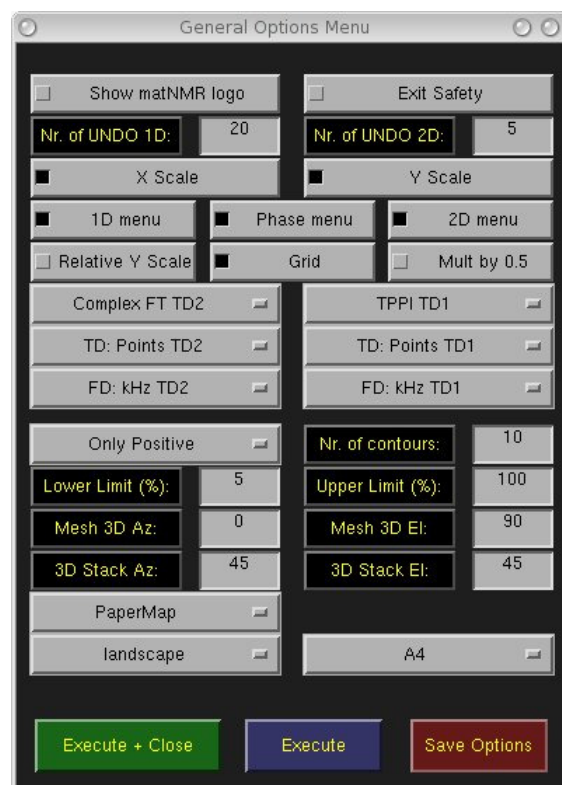 General Options Menu
Show matNMR logo Exit Safety
Nr. of UNDO 1D: 20 Nr. of UNDO 2D: 5
X Scale Y Scale
1D menu Phase menu 2D menu
Relative Y Scale Grid Mult by 0.5
Complex FT TD2 TPPI TD1
TD: Points TD2 TD: Points TD1
FD: kHz TD2 FD: kHz TD1
Only Positive Nr. of contours: 10
Lower Limit (%): 5 Upper Limit (%): 100
Mesh 3D Az: 0 Mesh 3D El: 90
3D Stack Az: 45 3D Stack El: 45
PaperMap
landscape A4
Execute + Close Execute Save Options